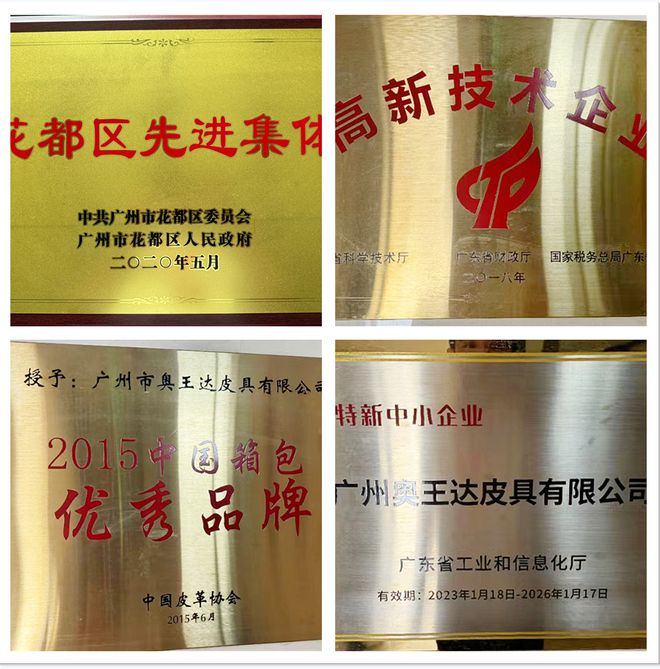 花都区先进集体
中共广州市花都区委员会
广州市花都区人民政府
二〇二〇年五月
高新技术企业
省科学技术厅 广东省财政厅 国家税务总局广东
二〇一八年
授予：广州市奥王达皮具有限公司
2015中国箱包
优秀品牌
中国皮革协会
2015年6月
特新中小企业
广州奥王达皮具有限公司
广东省工业和信息化厅
有效期：2023年1月18日-2026年1月17日